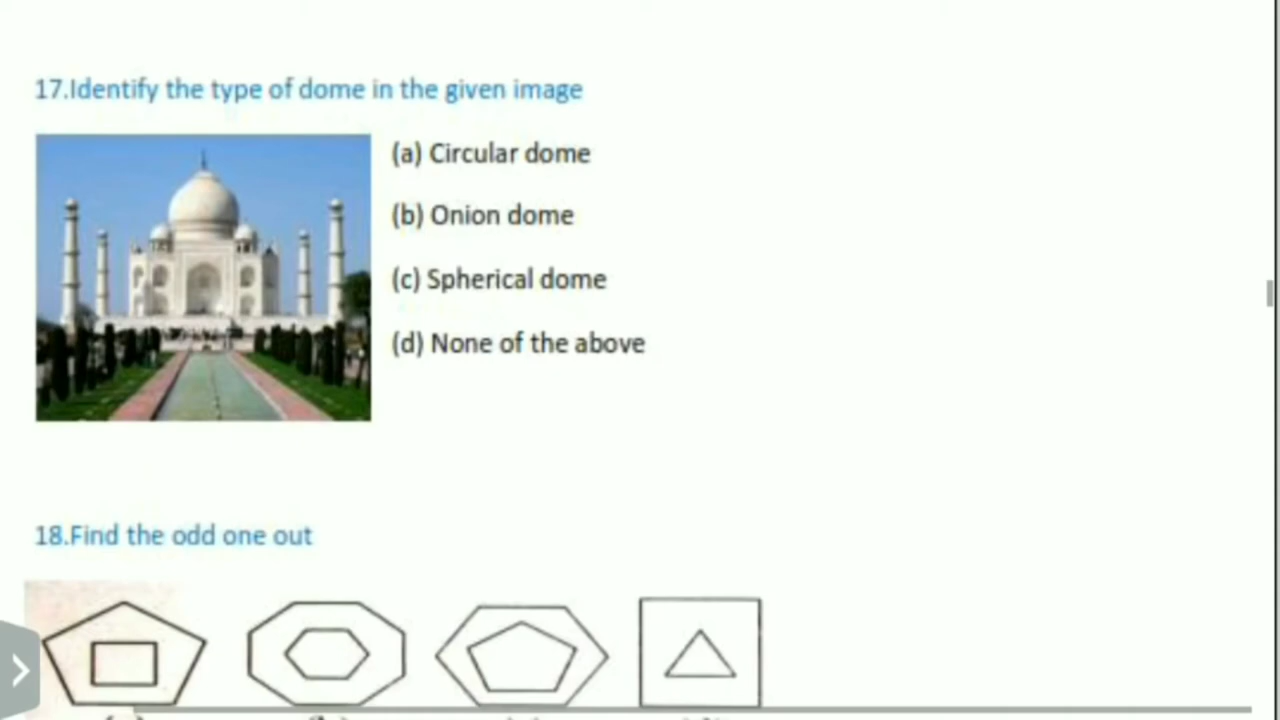 17.Identify the type of dome in the given image
(a) Circular dome
(b) Onion dome
(c) Spherical dome
(d) None of the above
18.Find the odd one out